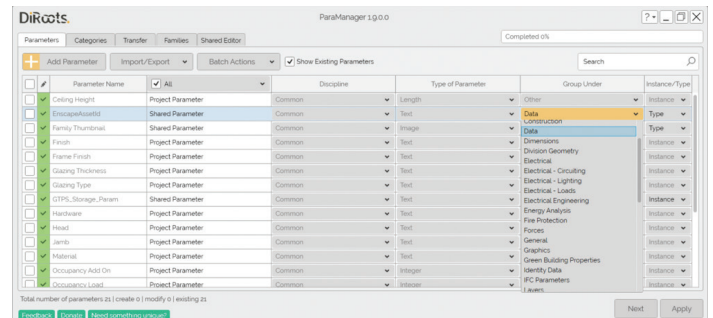 DiRoots.
ParaManager 1.9.0.0
?
Parameters Categories Transfer Families Shared Editor
Completed 0%
Add Parameter Import/Export Batch Actions Show Existing Parameters Search
Parameter Name All Discipline Type of Parameter Group Under Instance/Type
Ceiling Height Project Parameter Common Length Other Instance
EnscapeAssetId Shared Parameter Common Text Data Type
Construction
Family Thumbnail Shared Parameter Common Image Data Type
Finish Project Parameter Common Text Dimensions Instance
Division Geometry
Frame Finish Project Parameter Common Text Electrical Instance
Glazing Thickness Project Parameter Common Text Electrical - Circuiting Instance
Electrical - Lighting
Glazing Type Project Parameter Common Text Electrical - Loads Instance
GTPS_Storage_Param Shared Parameter Common Text Electrical Engineering Instance
Hardware Project Parameter Common Text Energy Analysis Instance
Fire Protection
Head Project Parameter Common Text Forces Instance
Jamb Project Parameter Common Text General Instance
Graphics
Material Project Parameter Common Text Green Building Properties Instance
Occupancy Add On Project Parameter Common Integer Identity Data Instance
IFC Parameters
Occupancy Load Project Parameter Common Integer Layers Instance
Total number of parameters 21 | create 0 | modify 0 | existing 21
Feedback Donate Need something unique? Next Apply